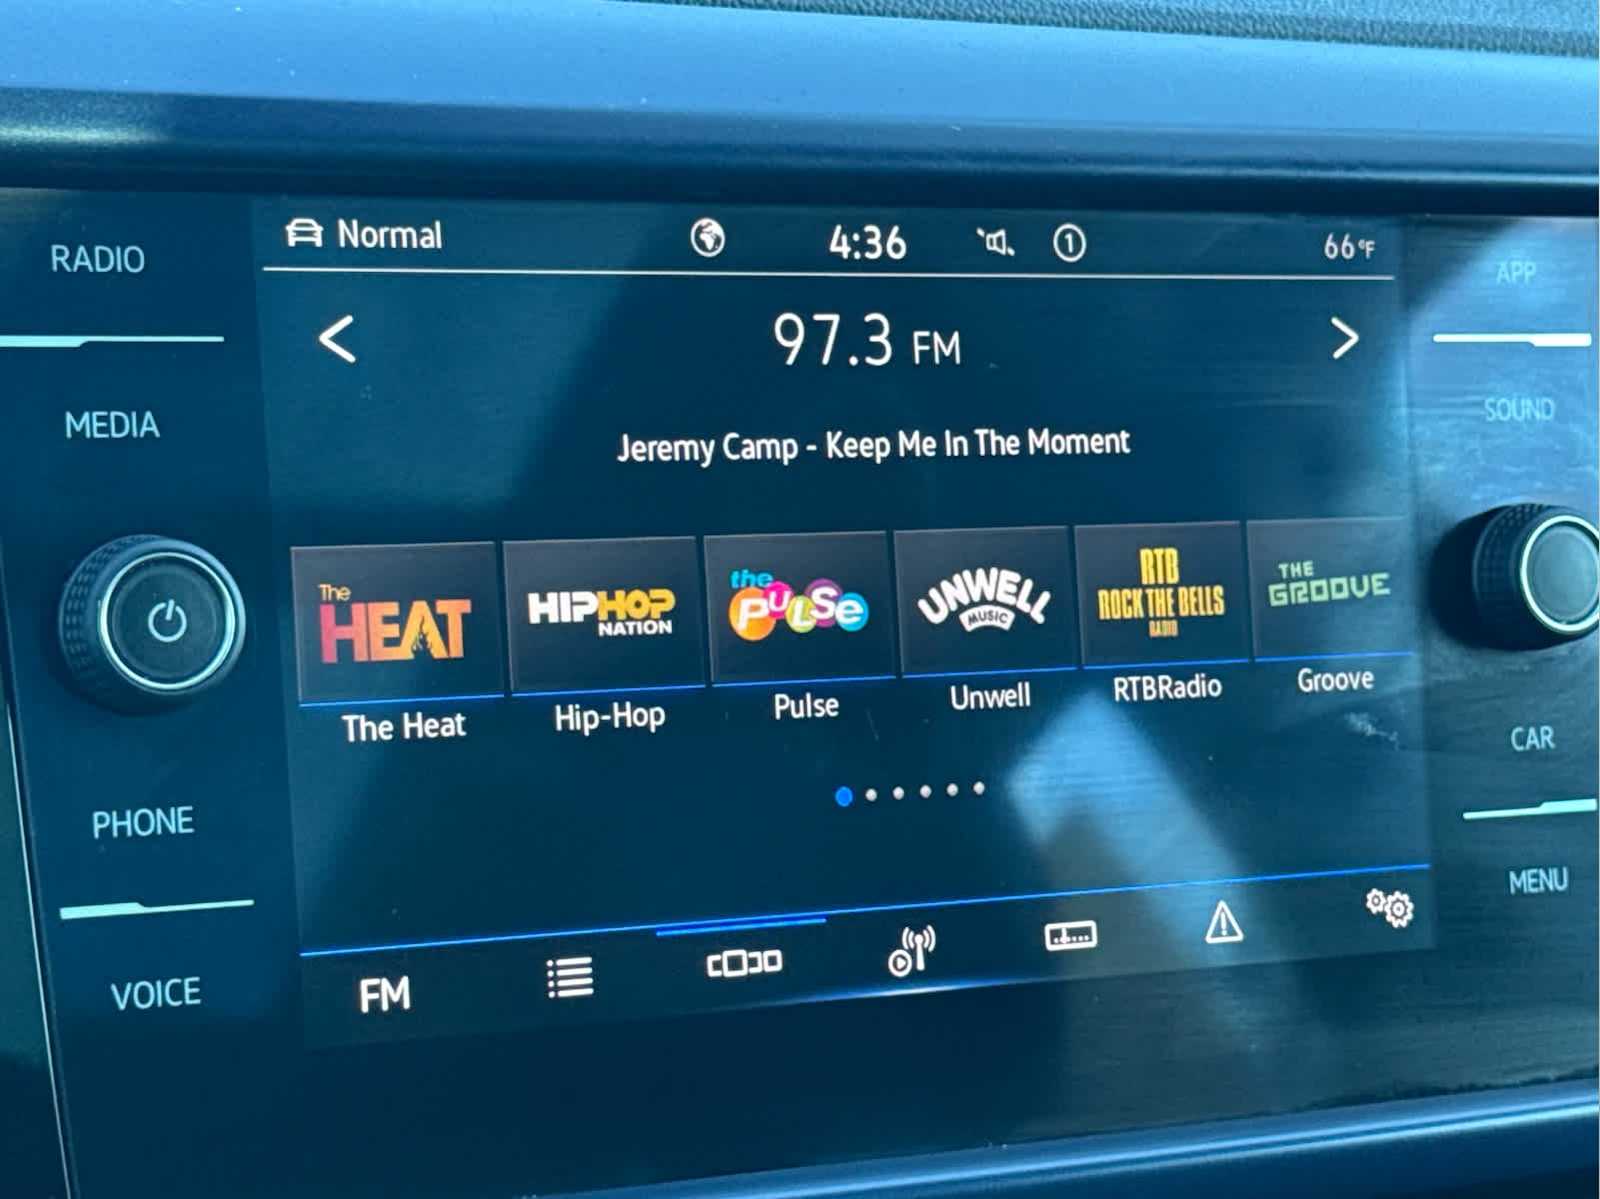 RADIO
MEDIA
PHONE
VOICE
Normal
4:36
1
66°F
<
97.3 FM
>
Jeremy Camp - Keep Me In The Moment
The
HEAT
HIPHOP
NATION
the
PULSE
UNWELL
MUSIC
RTB
ROCK THE BELLS
RADIO
THE
GROOVE
The Heat
Hip-Hop
Pulse
Unwell
RTBRadio
Groove
FM
APP
SOUND
CAR
MENU